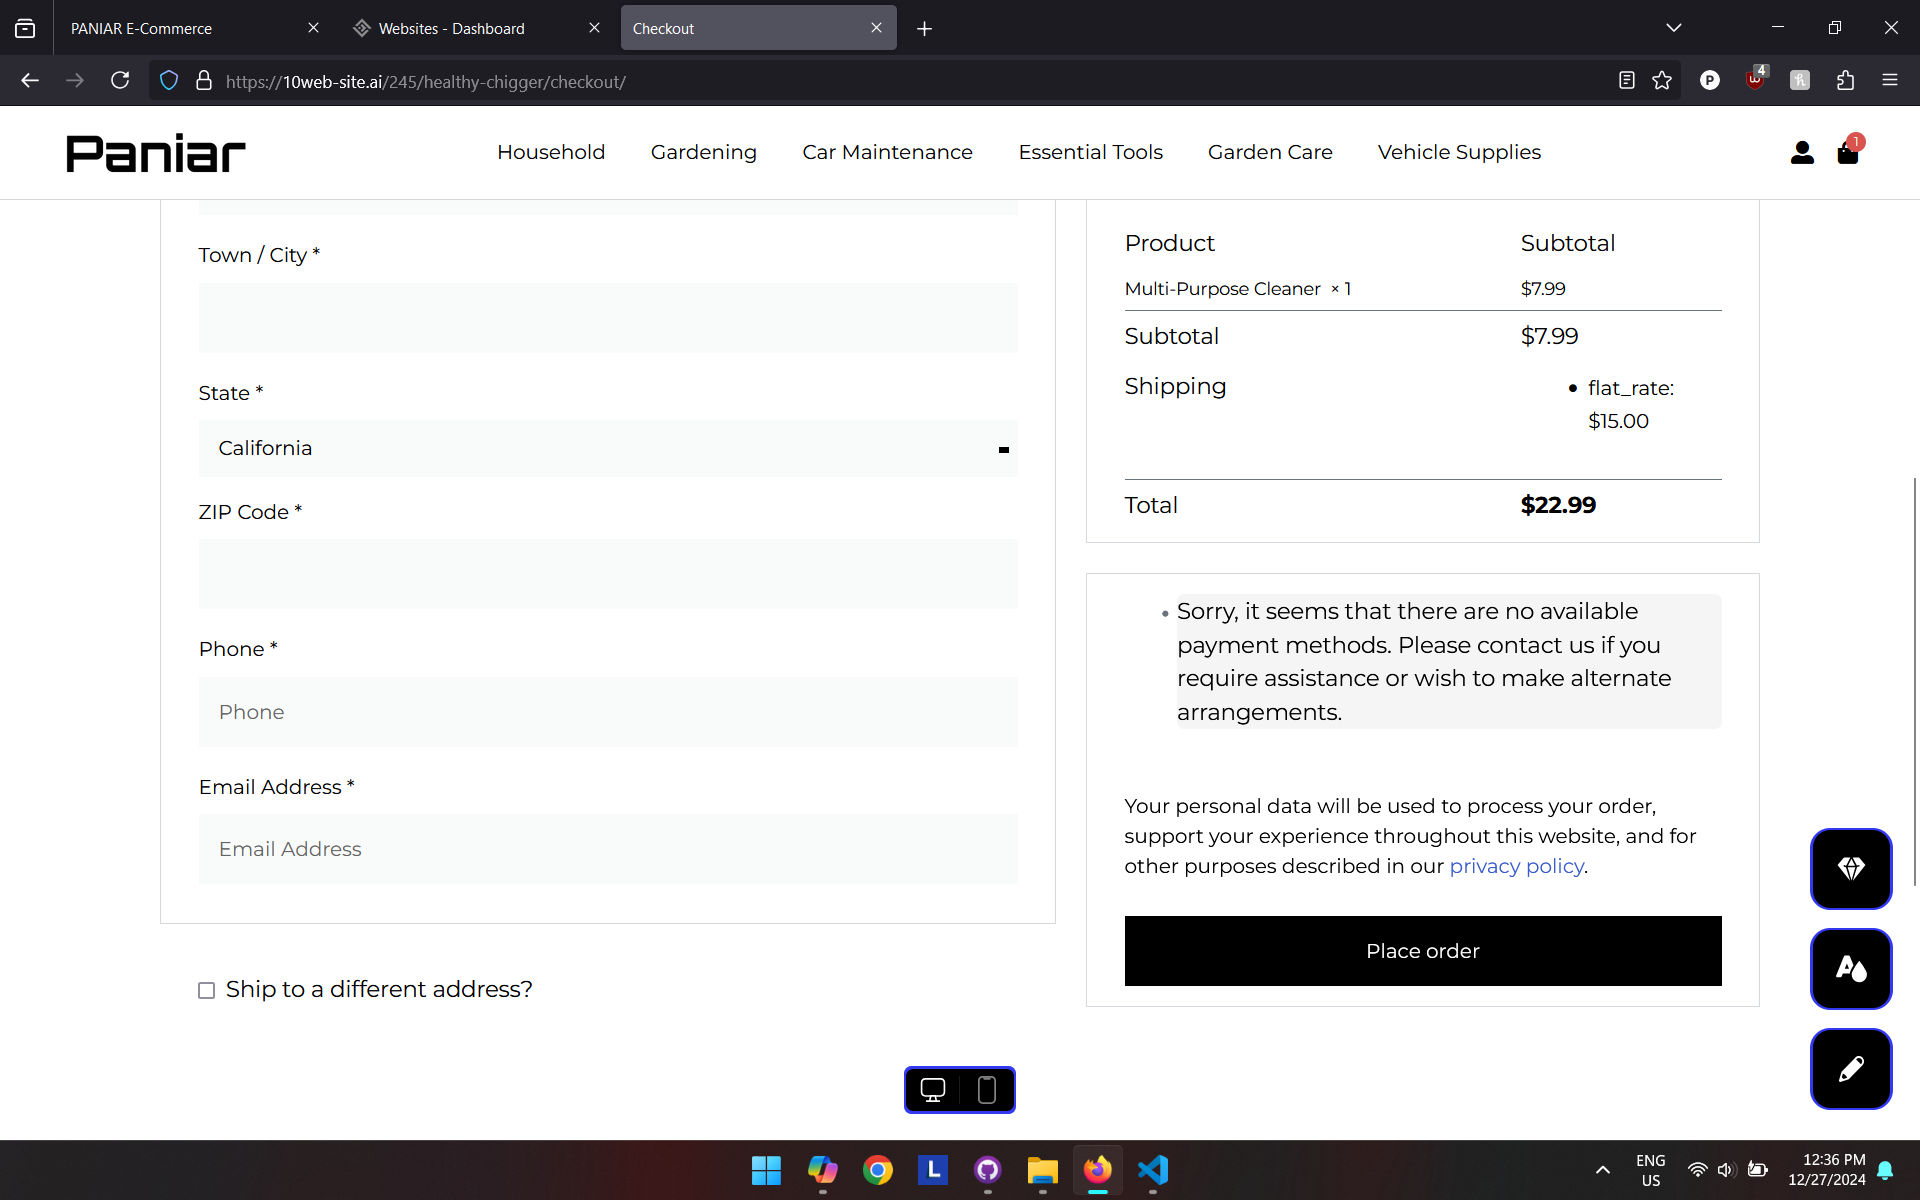 PANIAR E-Commerce
Websites - Dashboard
Checkout
https://10web-site.ai/245/healthy-chigger/checkout/
4
Paniar
Household
Gardening
Car Maintenance
Essential Tools
Garden Care
Vehicle Supplies
1
Town / City *
State *
California
ZIP Code *
Phone *
Phone
Email Address *
Email Address
Ship to a different address?
Product Subtotal
Multi-Purpose Cleaner × 1 $7.99
Subtotal $7.99
Shipping flat_rate:
$15.00
Total $22.99
Sorry, it seems that there are no available
payment methods. Please contact us if you
require assistance or wish to make alternate
arrangements.
Your personal data will be used to process your order,
support your experience throughout this website, and for
other purposes described in our privacy policy.
Place order
ENG
US
12:36 PM
12/27/2024